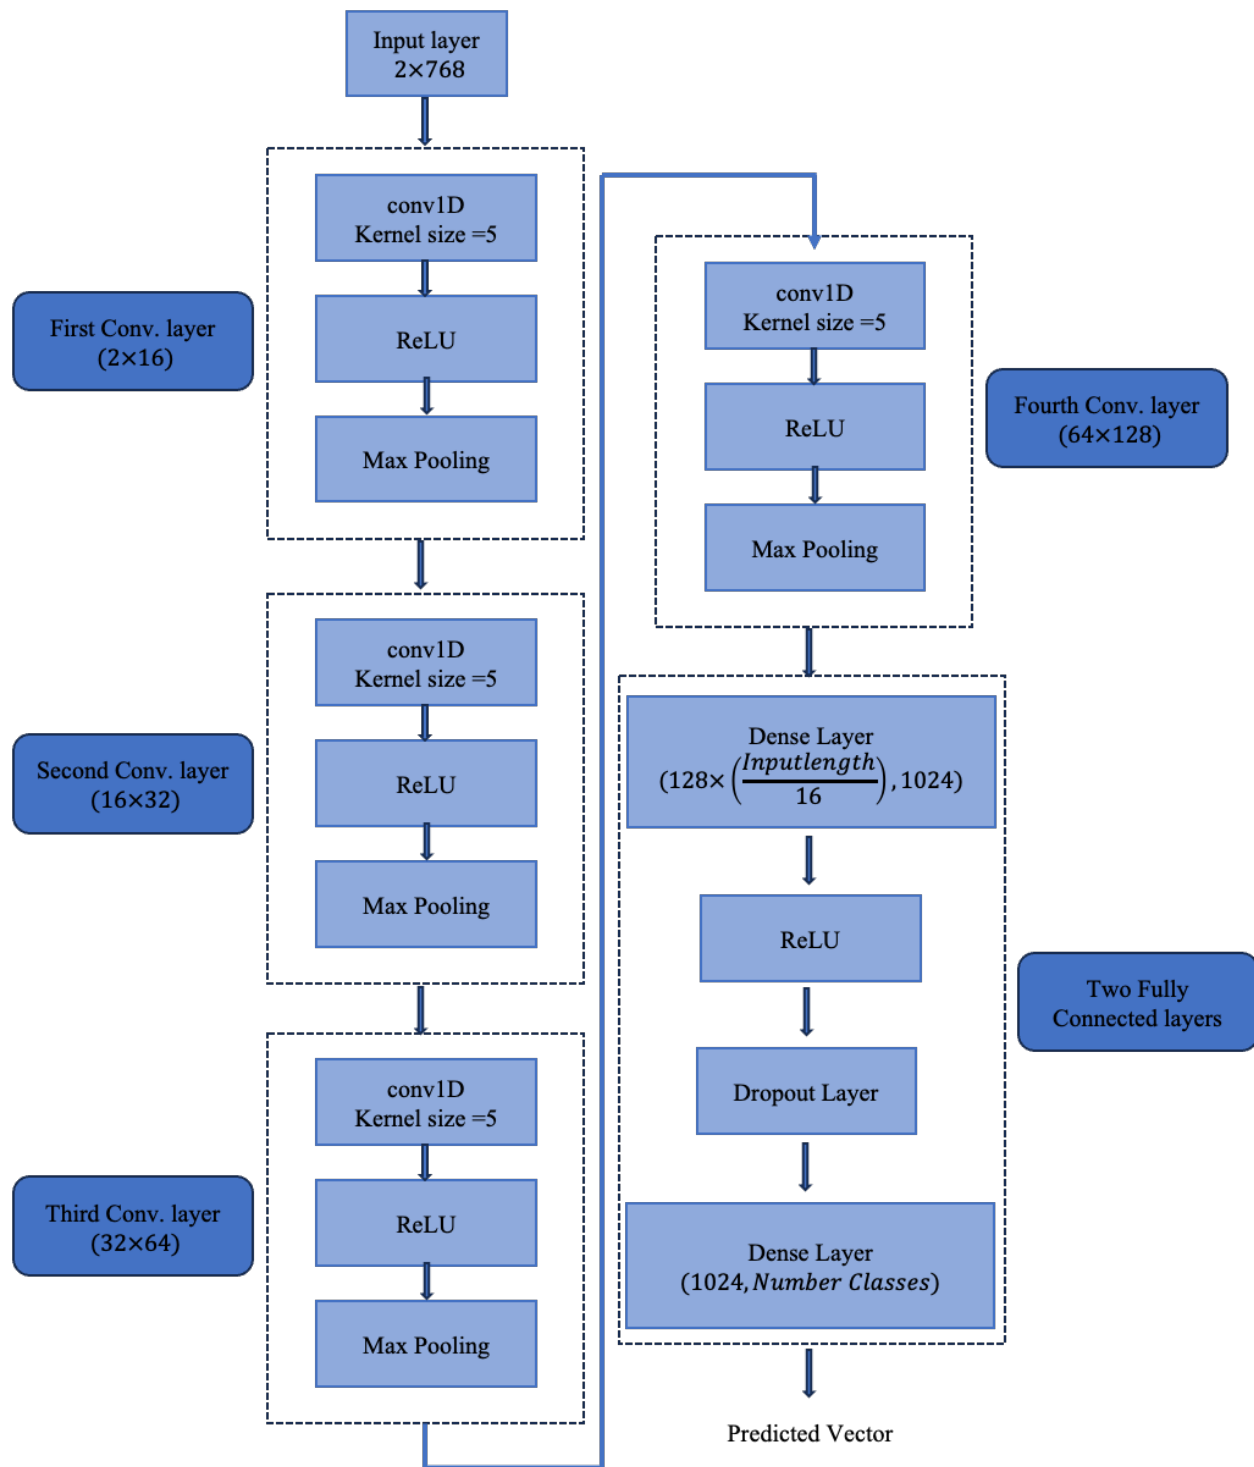 Input layer
2×768
conv1D
Kernel size =5
ReLU
Max Pooling
First Conv. layer
(2×16)
conv1D
Kernel size =5
ReLU
Max Pooling
Second Conv. layer
(16×32)
conv1D
Kernel size =5
ReLU
Max Pooling
Third Conv. layer
(32×64)
conv1D
Kernel size =5
ReLU
Max Pooling
Fourth Conv. layer
(64×128)
Dense Layer
(128×(Inputlength/16), 1024)
ReLU
Dropout Layer
Dense Layer
(1024, Number Classes)
Two Fully
Connected layers
Predicted Vector